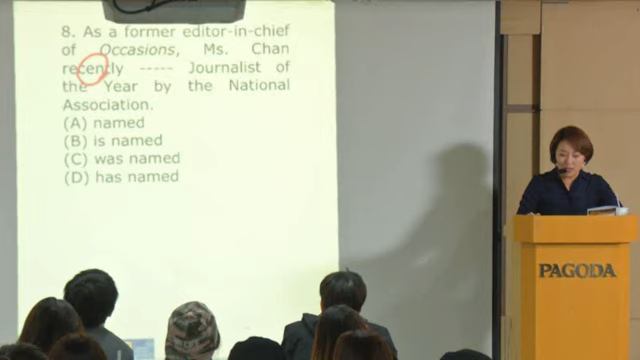 8. As a former editor-in-chief
of Occasions, Ms. Chan
recently ----- Journalist of
the Year by the National
Association.
(A) named
(B) is named
(C) was named
(D) has named
PAGODA